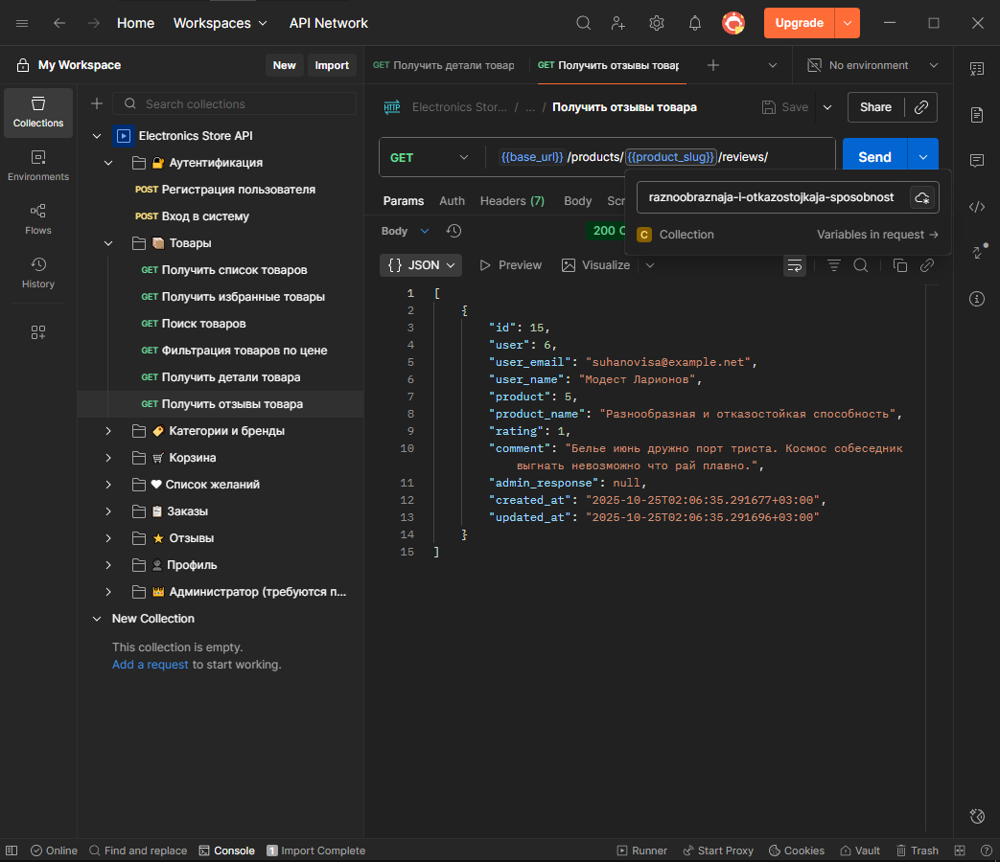 Home Workspaces API Network Upgrade
My Workspace New Import
GET Получить детали товар GET Получить отзывы товар No environment
Collections
Environments
Flows
History
Search collections
Electronics Store API
Аутентификация
POST Регистрация пользователя
POST Вход в систему
Товары
GET Получить список товаров
GET Получить избранные товары
GET Поиск товаров
GET Фильтрация товаров по цене
GET Получить детали товара
GET Получить отзывы товара
Категории и бренды
Корзина
Список желаний
Заказы
Отзывы
Профиль
Администратор (требуются п...
New Collection
This collection is empty.
Add a request to start working.
HTTP Electronics Stor... / ... / Получить отзывы товара Save Share
GET {{base_url}} /products/ {{product_slug}} /reviews/ Send
raznoobraznaja-i-otkazostojkaja-sposobnost
C Collection Variables in request →
Params Auth Headers (7) Body Scr
Body 200 O
{} JSON Preview Visualize
1 [
2 {
3 "id": 15,
4 "user": 6,
5 "user_email": "suhanovisa@example.net",
6 "user_name": "Модест Ларионов",
7 "product": 5,
8 "product_name": "Разнообразная и отказостойкая способность",
9 "rating": 1,
10 "comment": "Белье июнь дружно порт триста. Космос собеседник
выгнать невозможно что рай плавно.",
11 "admin_response": null,
12 "created_at": "2025-10-25T02:06:35.291677+03:00",
13 "updated_at": "2025-10-25T02:06:35.291696+03:00"
14 }
15 ]
Online Find and replace Console 1 Import Complete Runner Start Proxy Cookies Vault Trash